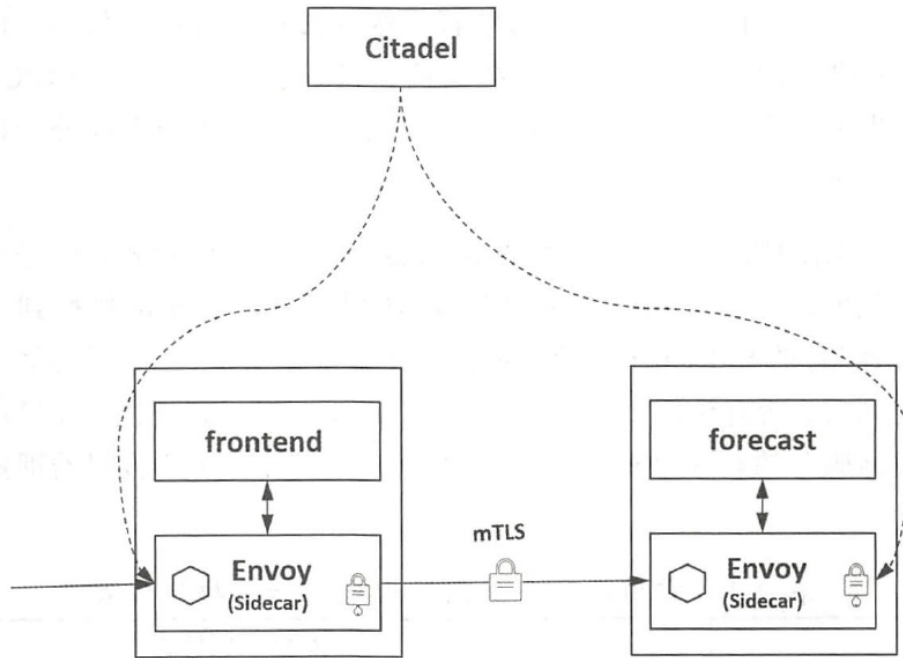 Citadel
frontend
forecast
mTLS
Envoy
(Sidecar)
Envoy
(Sidecar)